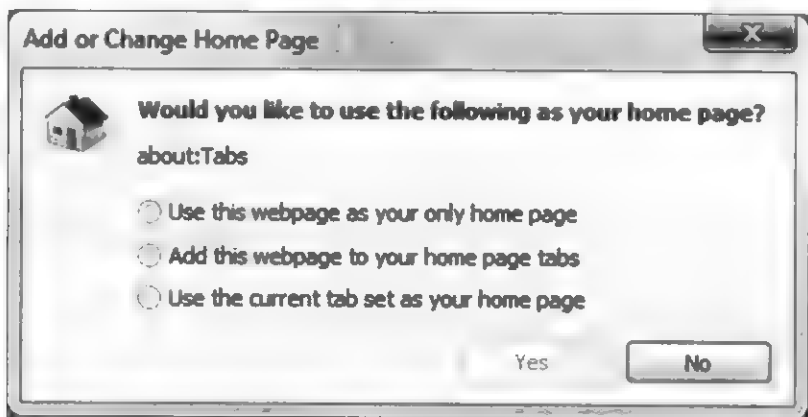 Add or Change Home Page
Would you like to use the following as your home page?
about:Tabs
Use this webpage as your only home page
Add this webpage to your home page tabs
Use the current tab set as your home page
Yes No